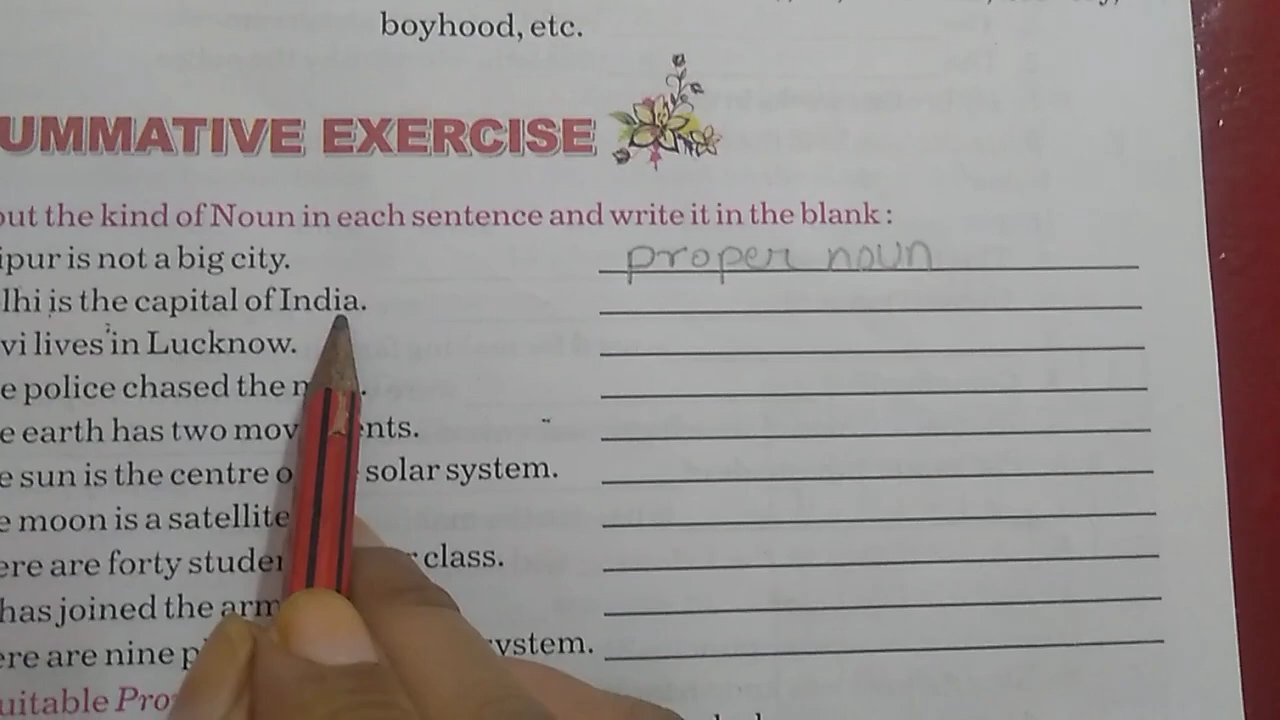 boyhood, etc.
UMMATIVE EXERCISE
out the kind of Noun in each sentence and write it in the blank:
ipur is not a big city. proper noun
lhi is the capital of India.
vi lives in Lucknow.
e police chased the
e earth has two mov ents.
e sun is the centre o solar system.
e moon is a satellite
ere are forty studen class.
has joined the arm
ere are nine p ystem.
uitable Pro